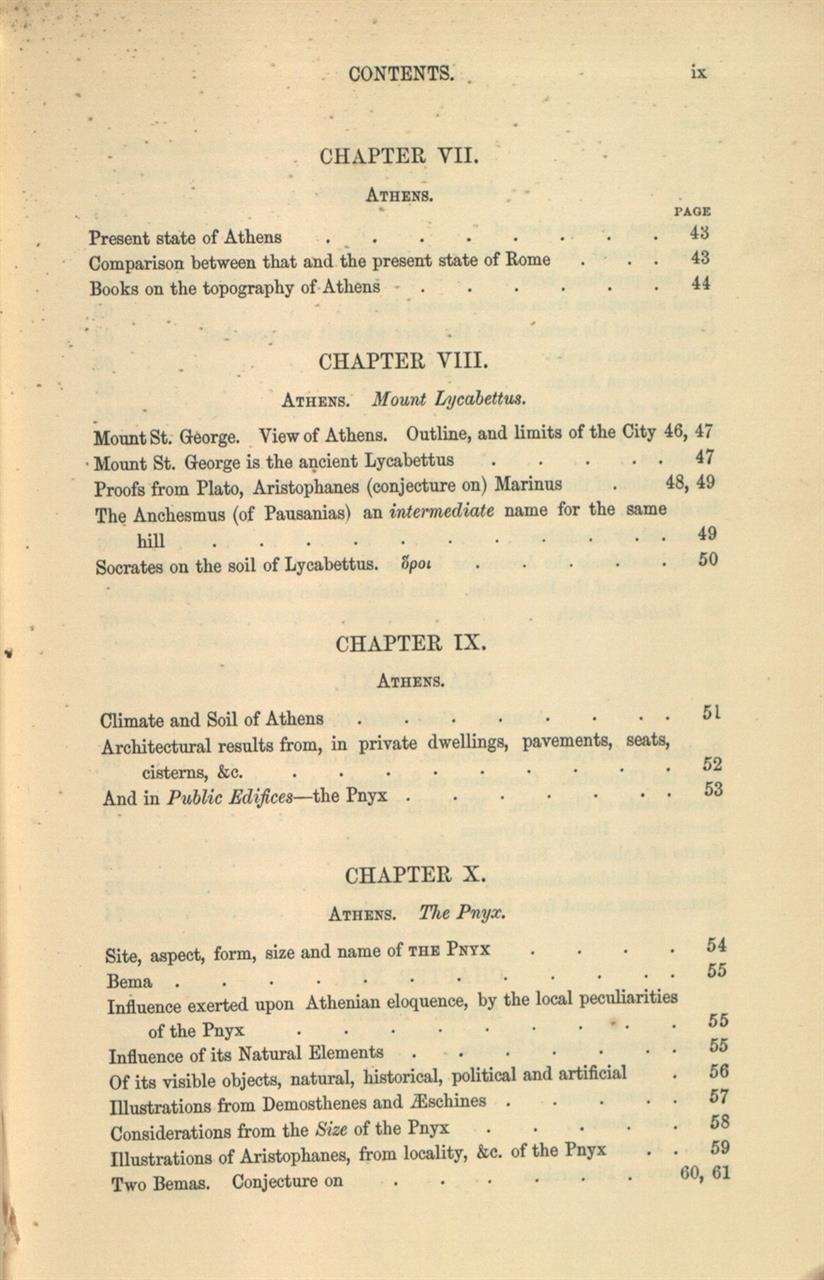 CONTENTS. ix
CHAPTER VII.
ATHENS.
PAGE
Present state of Athens . . . . . . . . 43
Comparison between that and the present state of Rome . . . 43
Books on the topography of Athens . . . . . . 44
CHAPTER VIII.
ATHENS. Mount Lycabettus.
Mount St. George. View of Athens. Outline, and limits of the City 46, 47
Mount St. George is the ancient Lycabettus . . . . . 47
Proofs from Plato, Aristophanes (conjecture on) Marinus . 48, 49
The Anchesmus (of Pausanias) an intermediate name for the same
hill . . . . . . . . . . . 49
Socrates on the soil of Lycabettus. ὅροι . . . . . 50
CHAPTER IX.
ATHENS.
Climate and Soil of Athens . . . . . . . . 51
Architectural results from, in private dwellings, pavements, seats,
cisterns, &c. . . . . . . . . . 52
And in Public Edifices—the Pnyx . . . . . . . 53
CHAPTER X.
ATHENS. The Pnyx.
Site, aspect, form, size and name of THE PNYX . . . . 54
Bema . . . . . . . . . . . . 55
Influence exerted upon Athenian eloquence, by the local peculiarities
of the Pnyx . . . . . . . . . 55
Influence of its Natural Elements . . . . . . . 55
Of its visible objects, natural, historical, political and artificial . 56
Illustrations from Demosthenes and Æschines . . . . . 57
Considerations from the Size of the Pnyx . . . . . 58
Illustrations of Aristophanes, from locality, &c. of the Pnyx . . 59
Two Bemas. Conjecture on . . . . . . 60, 61